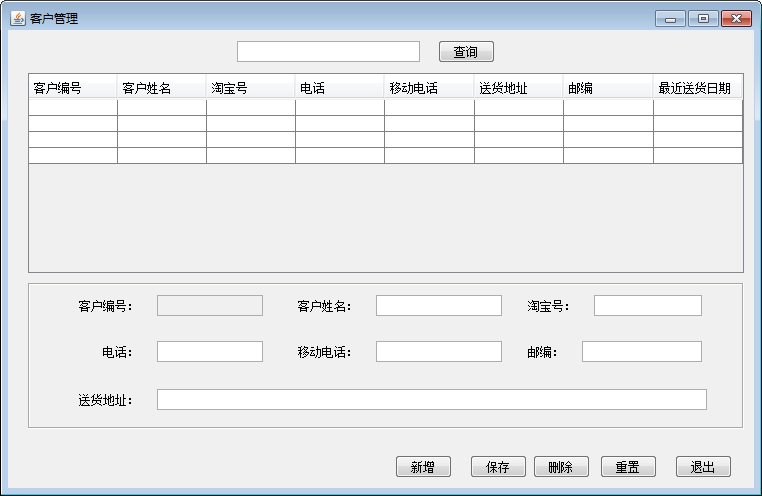 客户管理
查询
客户编号 客户姓名 淘宝号 电话 移动电话 送货地址 邮编 最近送货日期
客户编号： 客户姓名： 淘宝号：
电话： 移动电话： 邮编：
送货地址：
新增 保存 删除 重置 退出